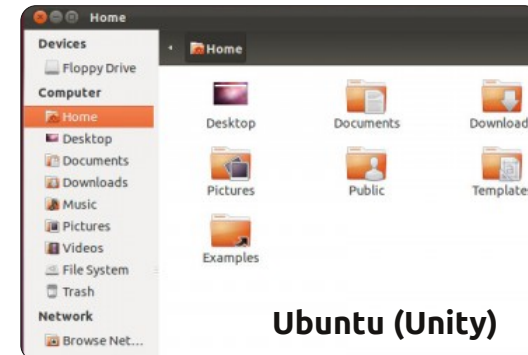 Home
Devices
Floppy Drive
Computer
Home
Desktop
Documents
Downloads
Music
Pictures
Videos
File System
Trash
Network
Browse Net...
Home
Desktop
Documents
Download
Pictures
Public
Template
Examples
Ubuntu (Unity)